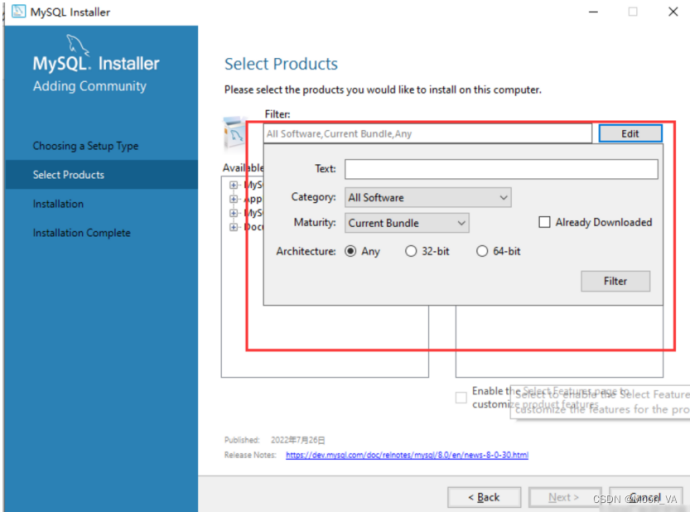 MySQL Installer
MySQL. Installer
Adding Community
Choosing a Setup Type
Select Products
Installation
Installation Complete
Select Products
Please select the products you would like to install on this computer.
Filter:
All Software,Current Bundle,Any
Edit
Available
Text:
Category:
All Software
Maturity:
Current Bundle
Already Downloaded
Architecture:
Any
32-bit
64-bit
Filter
MyS
App
MyS
Docu
Enable the Select Features page to
customize product features
Select to enable the Select Feature
customize the features for the pro
Published:
2022年7月26日
Release Notes:
https://dev.mysql.com/doc/relnotes/mysql/8.0/en/news-8-0-30.html
< Back
Next >
Cancel